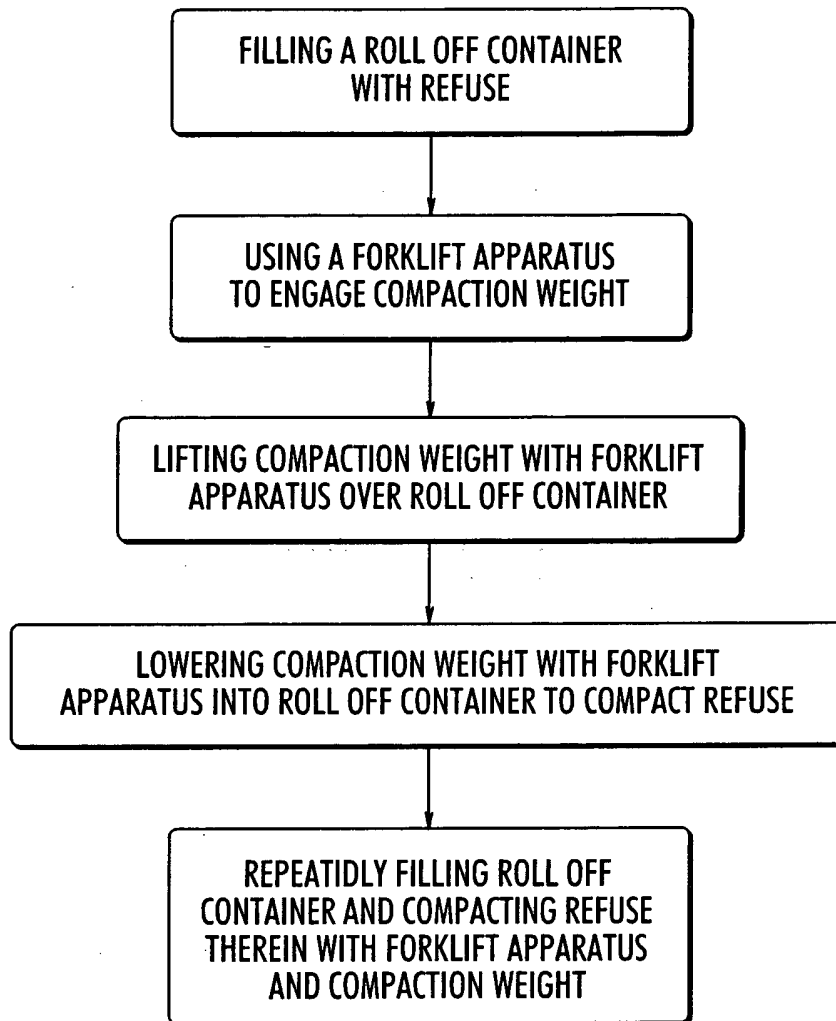 FILLING A ROLL OFF CONTAINER
WITH REFUSE
USING A FORKLIFT APPARATUS
TO ENGAGE COMPACTION WEIGHT
LIFTING COMPACTION WEIGHT WITH FORKLIFT
APPARATUS OVER ROLL OFF CONTAINER
LOWERING COMPACTION WEIGHT WITH FORKLIFT
APPARATUS INTO ROLL OFF CONTAINER TO COMPACT REFUSE
REPEATIDLY FILLING ROLL OFF
CONTAINER AND COMPACTING REFUSE
THEREIN WITH FORKLIFT APPARATUS
AND COMPACTION WEIGHT